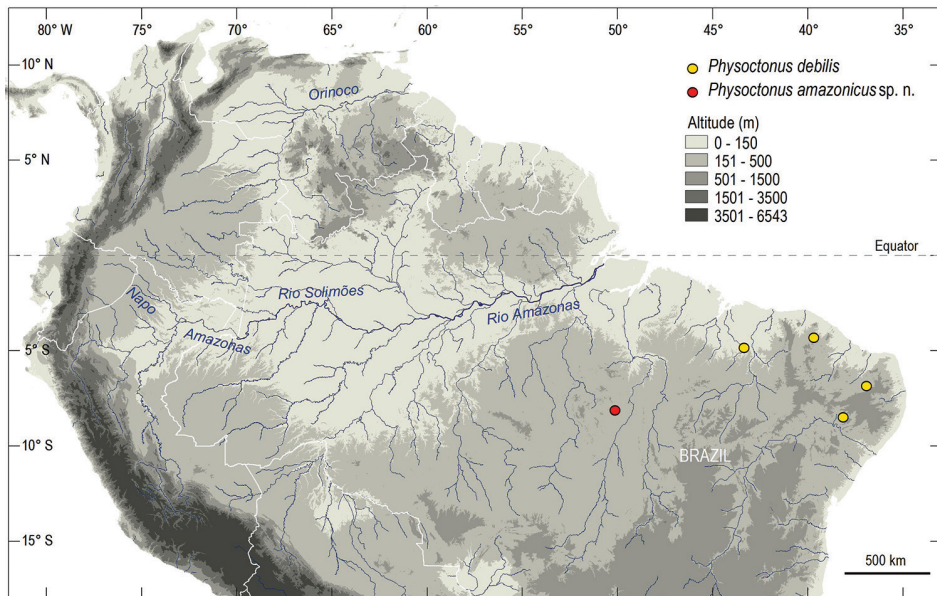 80° W 75° 70° 65° 60° 55° 50° 45° 40° 35°
10° N
5° N
5° S
10° S
15° S
Physoctonus debilis
Physoctonus amazonicus sp. n.
Altitude (m)
0 - 150
151 - 500
501 - 1500
1501 - 3500
3501 - 6543
Equator
Orinoco
Napo
Rio Solimões
Amazonas
Rio Amazonas
BRAZIL
500 km